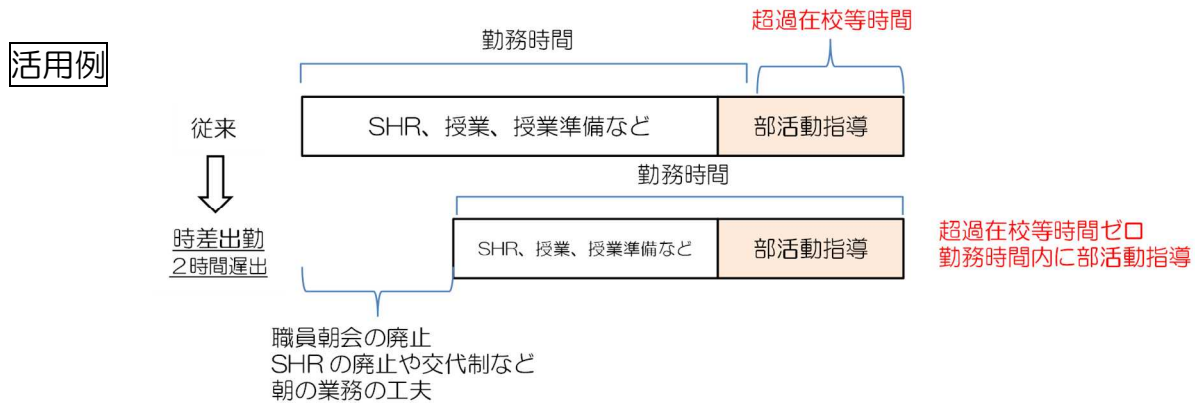 超過在校等時間
勤務時間
活用例
従来
SHR、授業、授業準備など
部活動指導
勤務時間
時差出勤
2時間遅出
SHR、授業、授業準備など
部活動指導
超過在校等時間ゼロ
勤務時間内に部活動指導
職員朝会の廃止
SHRの廃止や交代制など
朝の業務の工夫